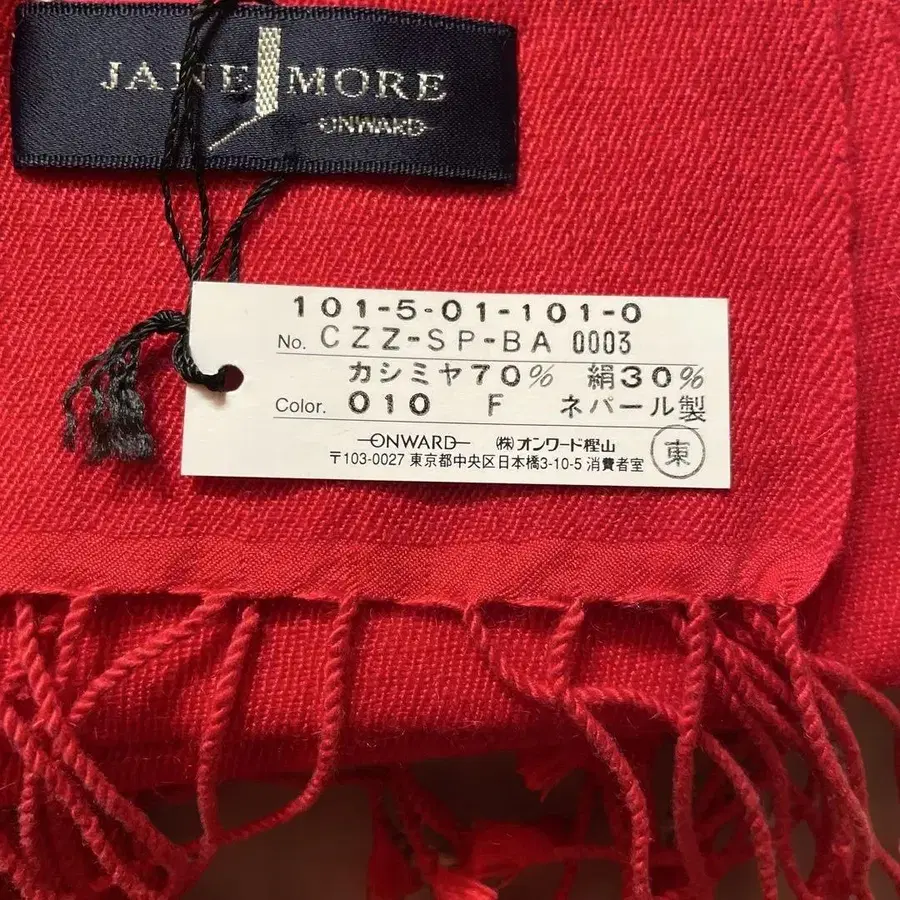 JANE MORE
ONWARD
101-5-01-101-0
No. CZZ-SP-BA 0003
カシミヤ70% 絹30%
Color. 010 F ネパール製
ONWARD (株)オンワード樫山
〒103-0027 東京都中央区日本橋3-10-5 消費者室
東